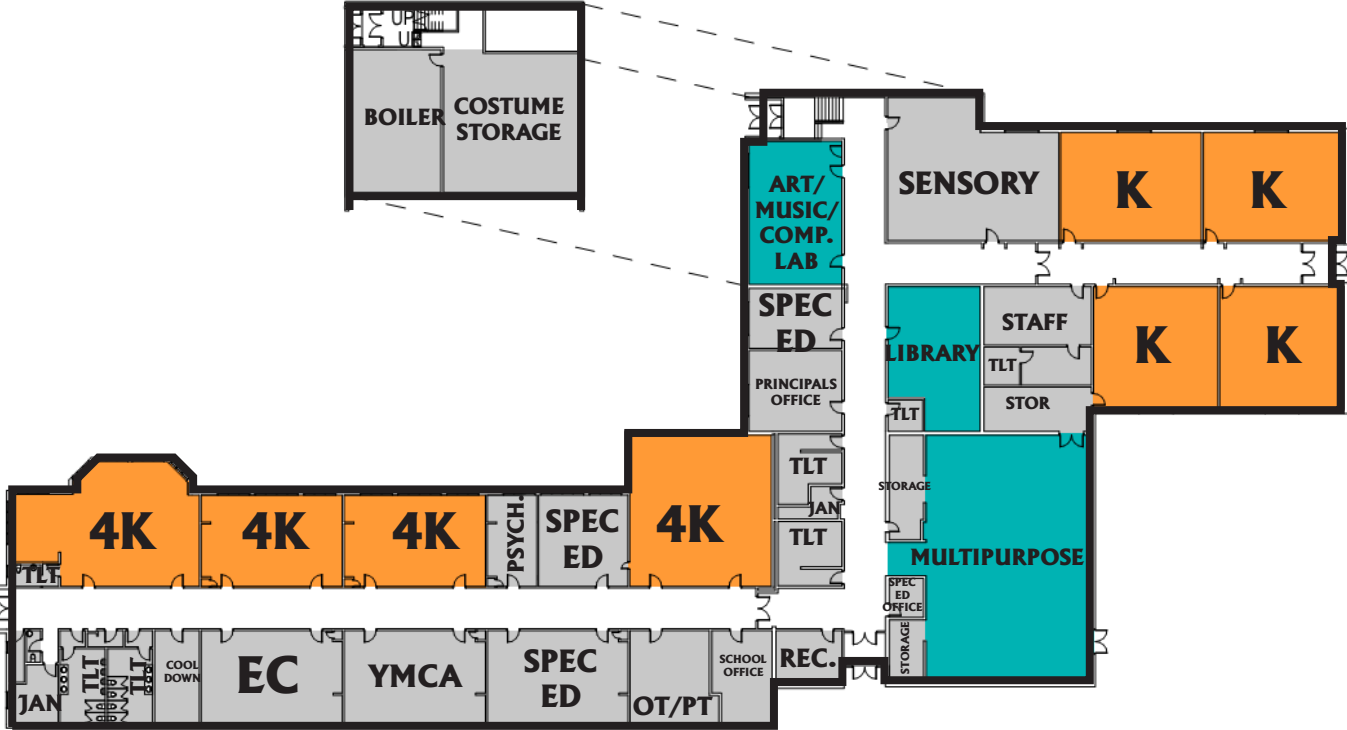 UP
UP
BOILER
COSTUME
STORAGE
SENSORY
K
K
ART/
MUSIC/
COMP.
LAB
SPEC
ED
STAFF
K
K
LIBRARY
TLT
PRINCIPALS
OFFICE
STOR
TLT
TLT
STORAGE
JAN
4K
4K
4K
PSYCH.
SPEC
ED
4K
TLT
MULTIPURPOSE
TLT
SPEC
ED
OFFICE
JAN
TLT
TLT
COOL
DOWN
EC
YMCA
SPEC
ED
OT/PT
SCHOOL
OFFICE
REC.
STORAGE